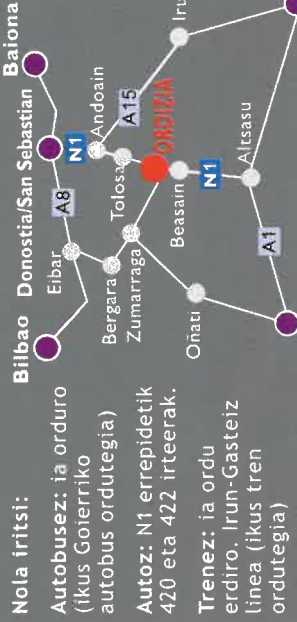 Nola iritsi:
Autobusez: ia orduro
(ikus Goierriko
autobus ordutegia)
Autoz: N1 errepidetik
420 eta 422 irteerak.
Trenez: ia ordu
erdiro. Irun-Gasteiz
linea (ikus tren
ordutegia)
Bilbao
Donostia/San Sebastian
Baiona
Eibar
A8
N1
Andoain
Bergara
Tolosa
A15
Zumarraga
ORDIZIA
Beasain
Oñati
N1
Altsasu
A1